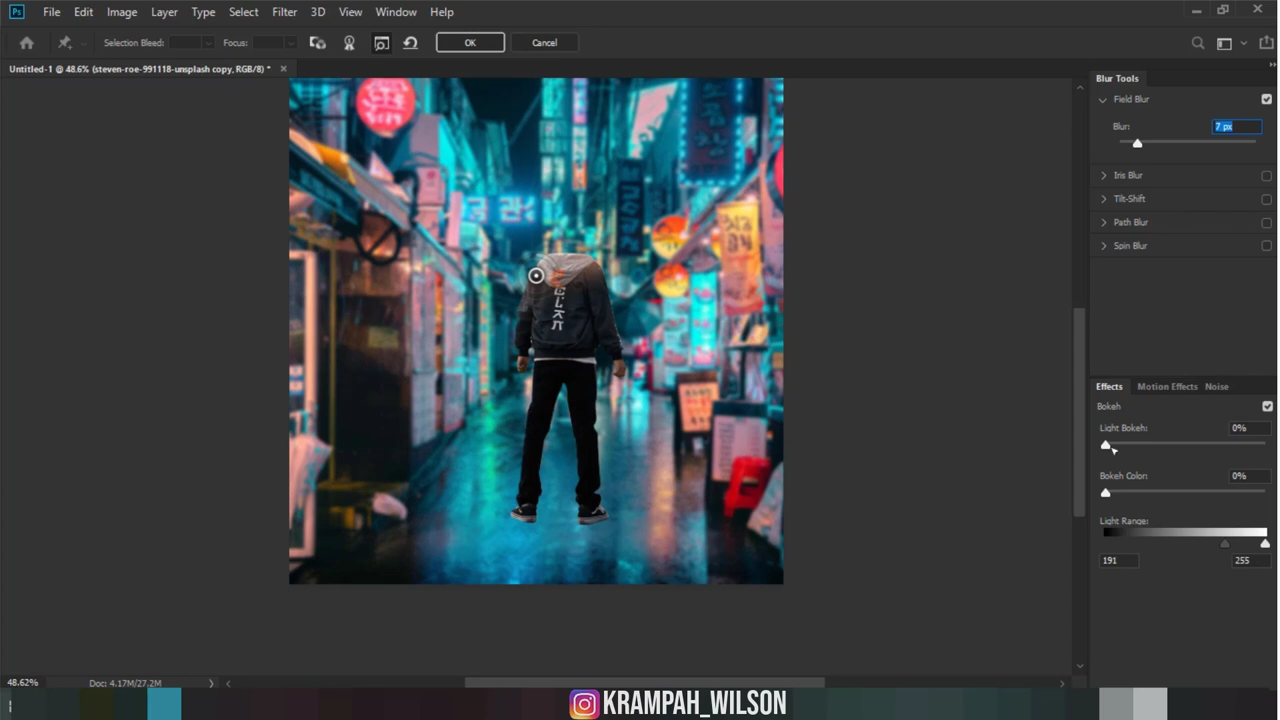 Ps File Edit Image Layer Type Select Filter 3D View Window Help
Selection Bleed: Focus: OK Cancel
Untitled-1 @ 48.6% (steven-roe-991118-unsplash copy, RGB/8) *
Blur Tools
Field Blur
Blur: 7 px
Iris Blur
Tilt-Shift
Path Blur
Spin Blur
Effects Motion Effects Noise
Bokeh
Light Bokeh: 0%
Bokeh Color: 0%
Light Range:
191 255
48.62% Doc: 4.17M/27.2M
KRAMPAH_WILSON